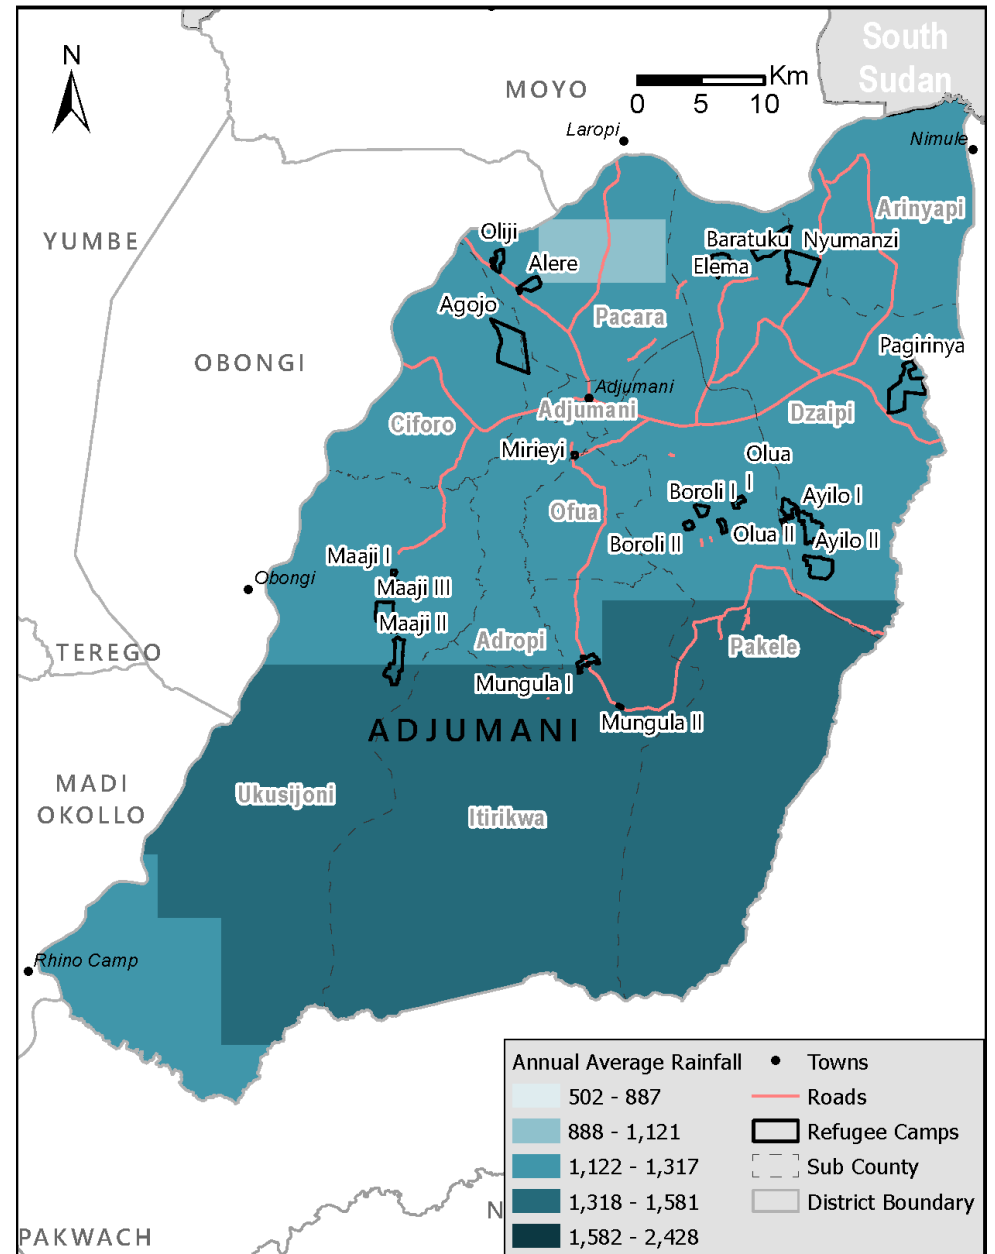 South
Sudan
N
Km
0 5 10
MOYO
Laropi
Nimule
Arinyapi
YUMBE
Oliji
Baratuku
Nyumanzi
Alere
Elema
Agojo
Pacara
OBONGI
Pagirinya
Adjumani
Adjumani
Dzaipi
Ciforo
Mirieyi
Olua
I
Boroli I
Ayilo I
Ofua
Olua II
Boroli II
Ayilo II
Maaji I
Obongi
Maaji III
Maaji II
TEREGO
Adropi
Pakele
Mungula I
Mungula II
ADJUMANI
MADI
OKOLLO
Ukusijoni
Itirikwa
Rhino Camp
Annual Average Rainfall
502 - 887
888 - 1,121
1,122 - 1,317
1,318 - 1,581
1,582 - 2,428
Towns
Roads
Refugee Camps
Sub County
District Boundary
N
PAKWACH